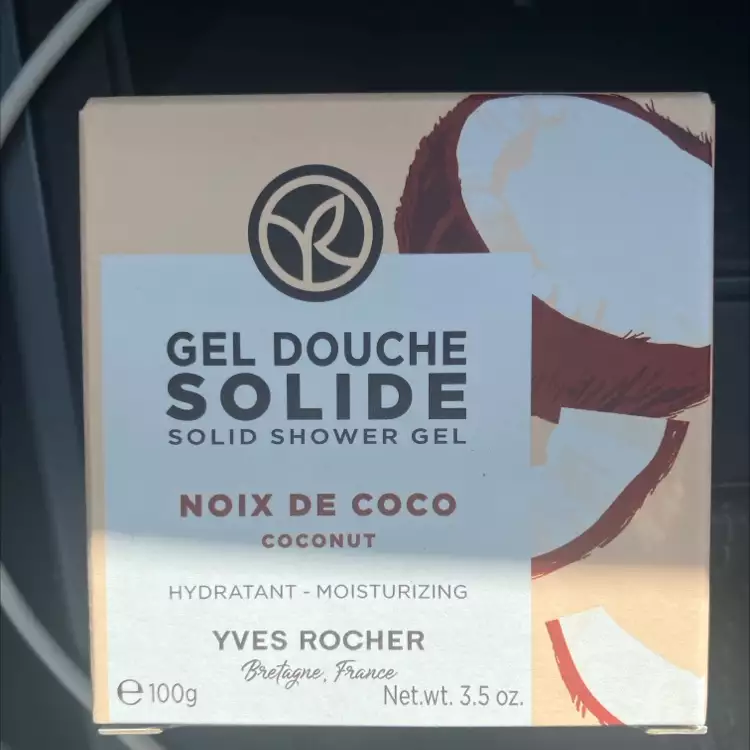 GEL DOUCHE
SOLIDE
SOLID SHOWER GEL
NOIX DE COCO
COCONUT
HYDRATANT - MOISTURIZING
YVES ROCHER
Bretagne, France
℮ 100g
Net.wt. 3.5 oz.